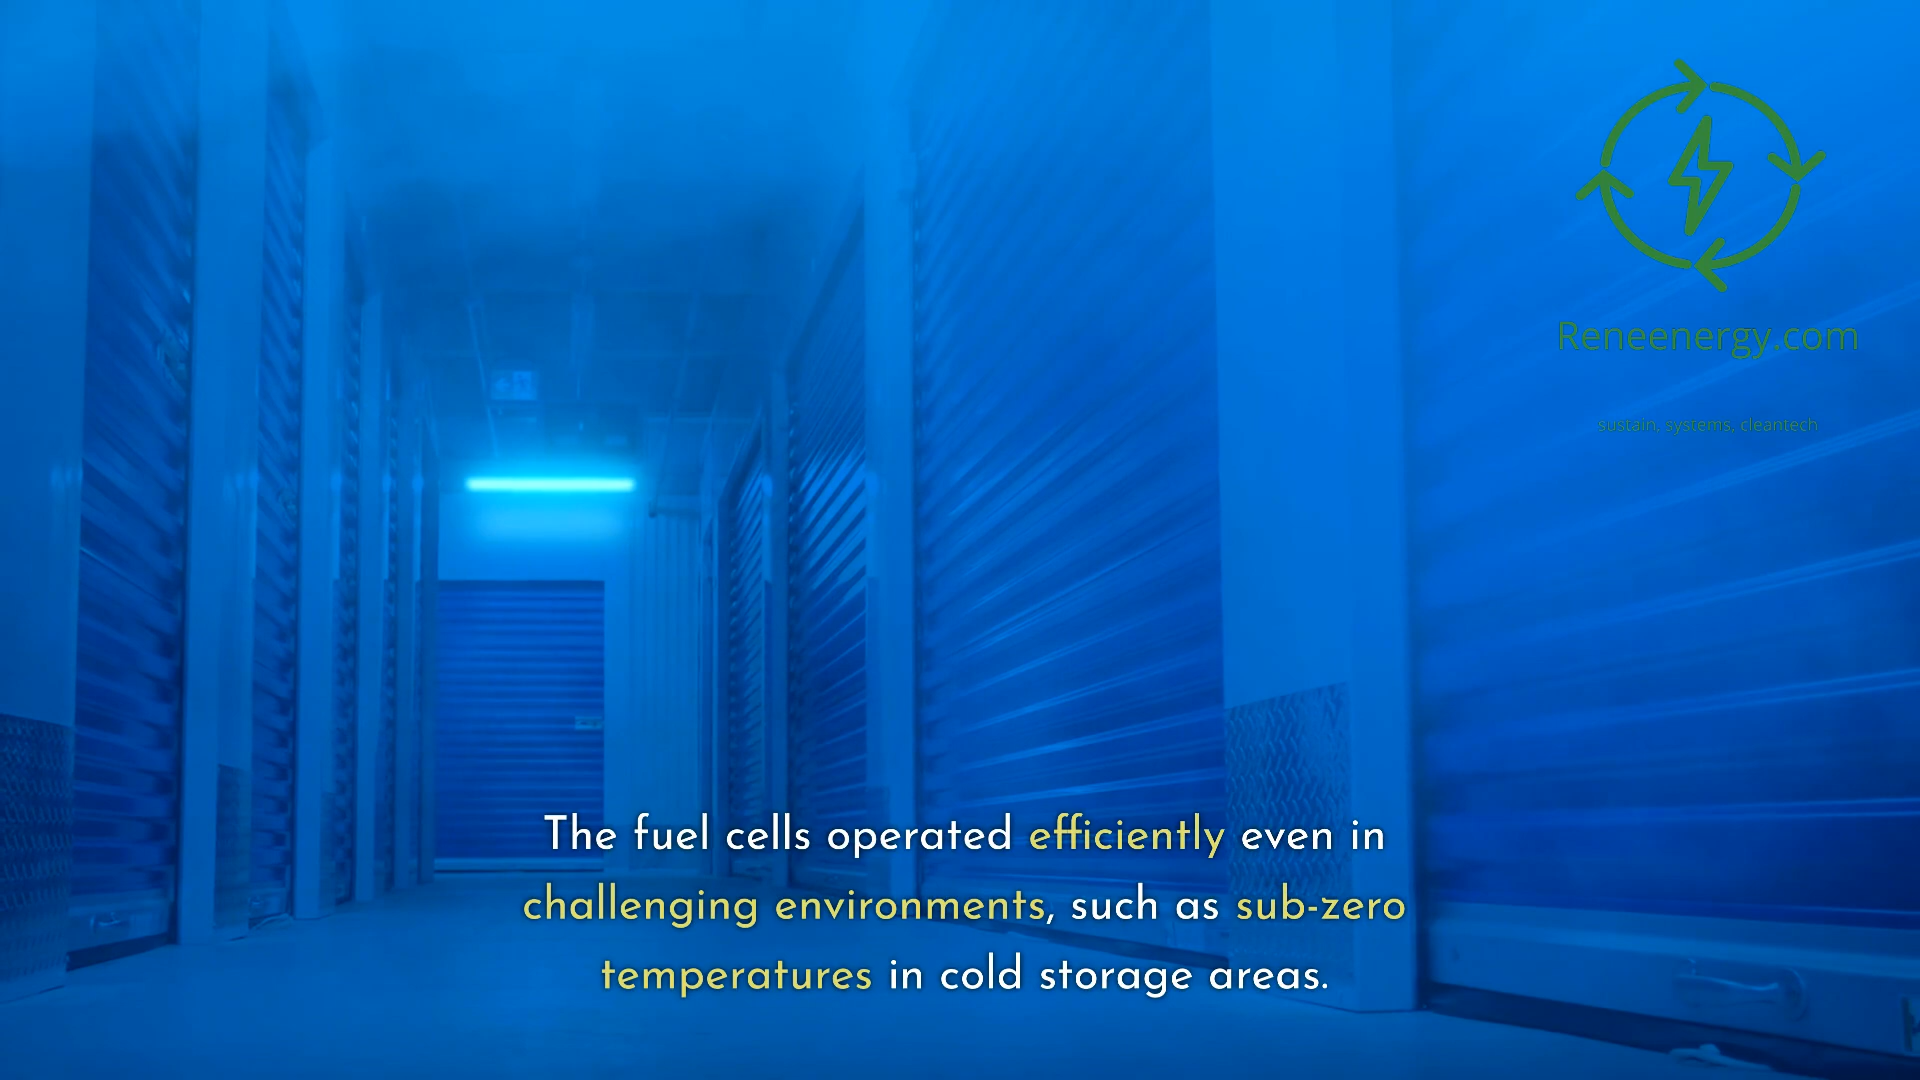 Reneenergy.com
sustain, systems, cleantech
The fuel cells operated efficiently even in
challenging environments, such as sub-zero
temperatures in cold storage areas.